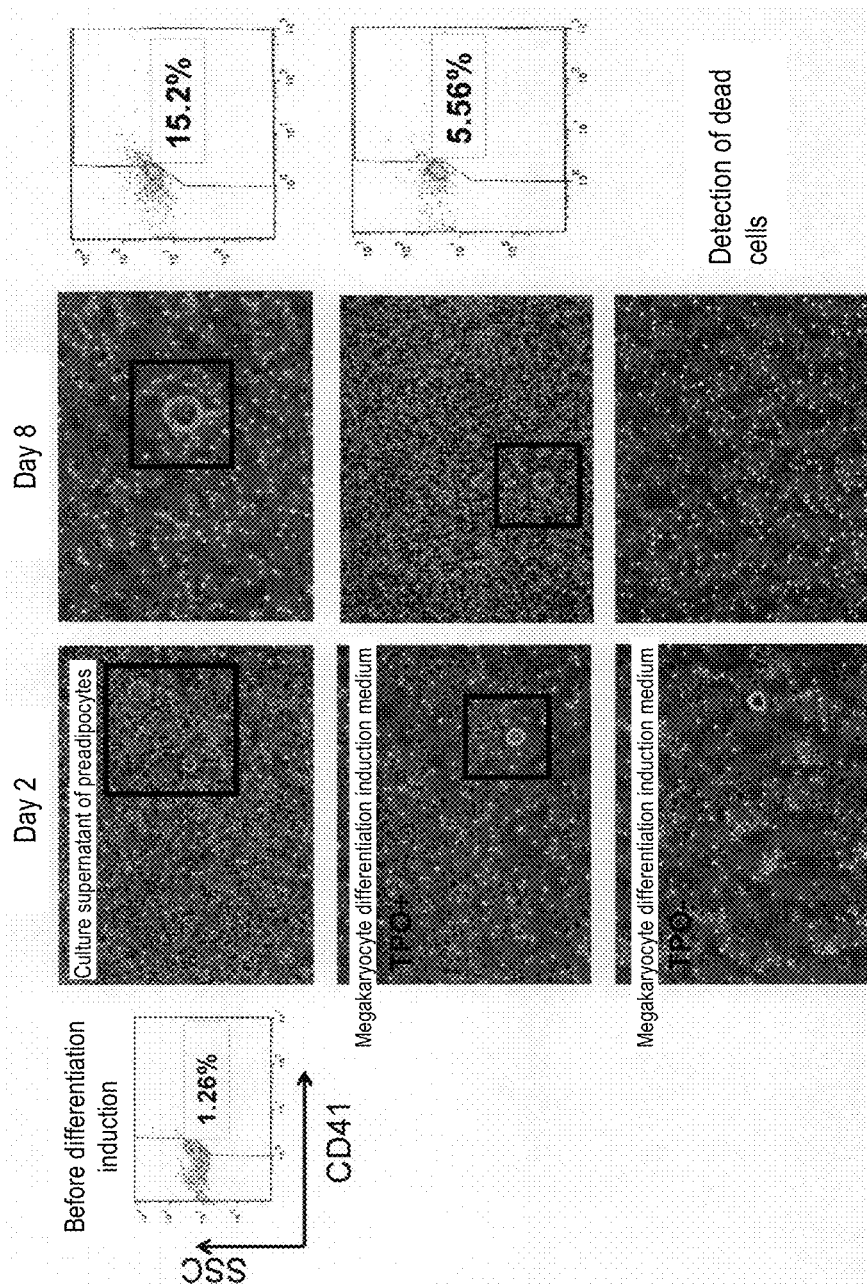 Day 2
Day 8
Before differentiation
induction
1.26%
SSC
CD41
Culture supernatant of preadipocytes
15.2%
Megakaryocyte differentiation induction medium
TPO+
5.56%
Megakaryocyte differentiation induction medium
TPO-
Detection of dead
cells